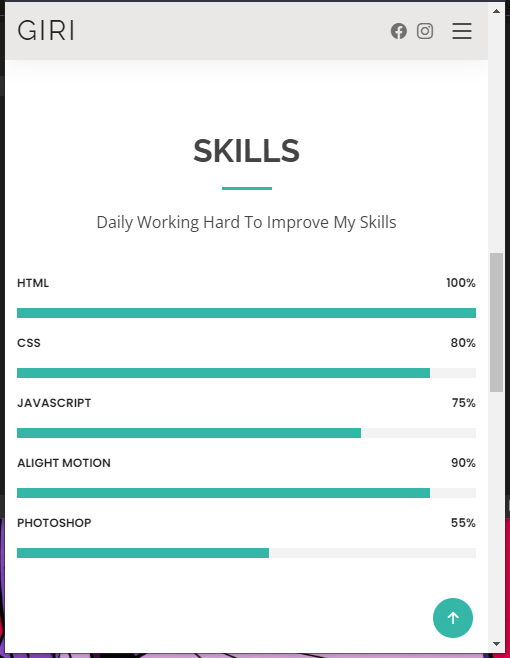 GIRI
SKILLS
Daily Working Hard To Improve My Skills
HTML 100%
CSS 80%
JAVASCRIPT 75%
ALIGHT MOTION 90%
PHOTOSHOP 55%